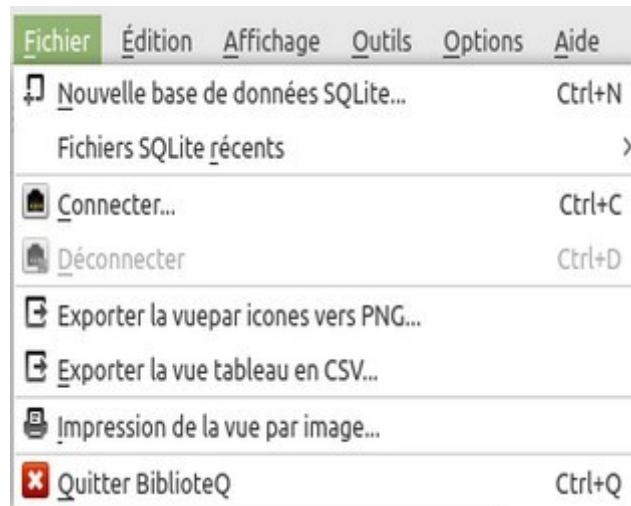 Fichier Édition Affichage Outils Options Aide
Nouvelle base de données SQLite... Ctrl+N
Fichiers SQLite récents
Connecter... Ctrl+C
Déconnecter Ctrl+D
Exporter la vuepar icones vers PNG...
Exporter la vue tableau en CSV...
Impression de la vue par image...
Quitter BiblioteQ Ctrl+Q